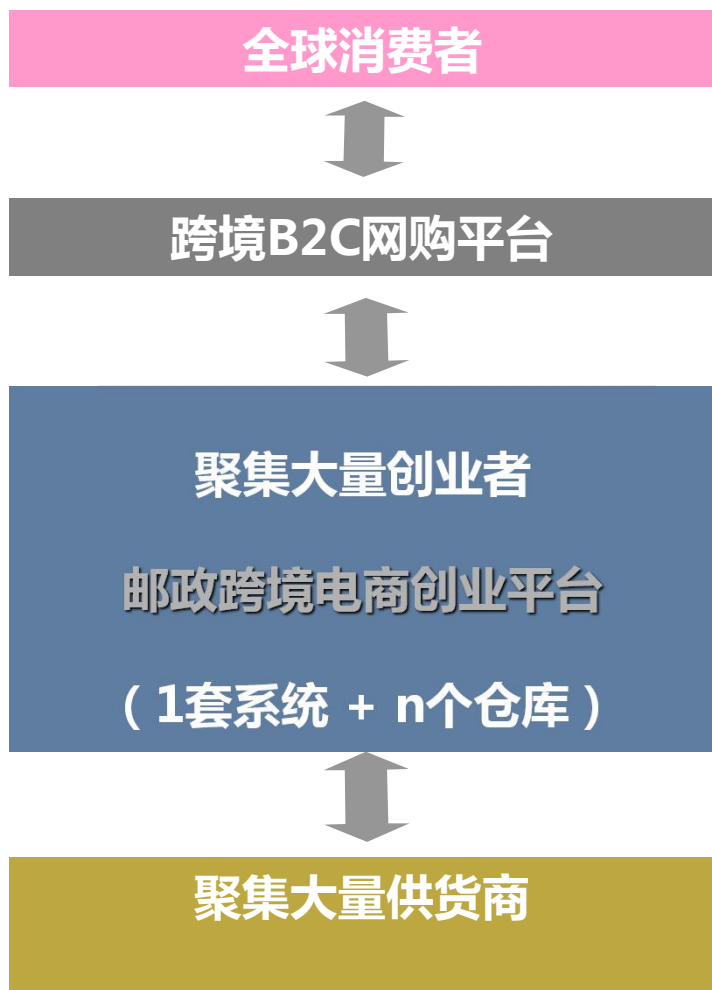 全球消费者
跨境B2C网购平台
聚集大量创业者
邮政跨境电商创业平台
（1套系统 + n个仓库）
聚集大量供货商